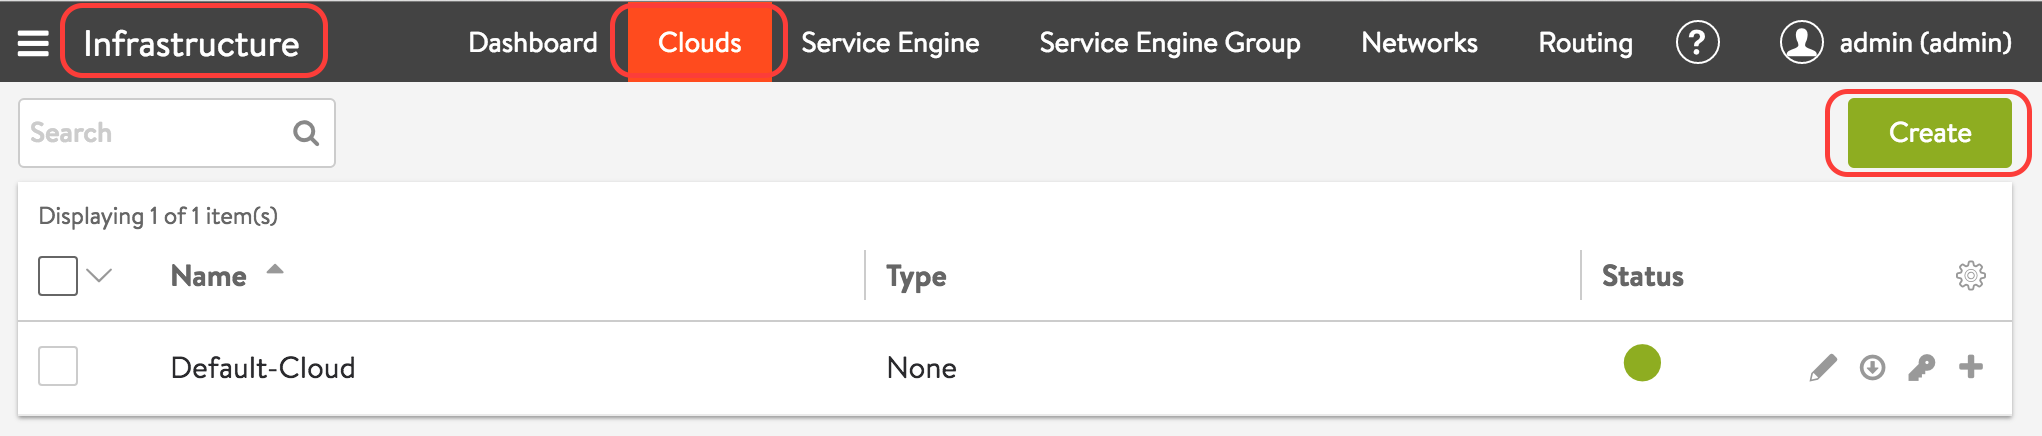 Infrastructure Dashboard Clouds Service Engine Service Engine Group Networks Routing ? admin (admin)
Search Create
Displaying 1 of 1 item(s)
Name Type Status
Default-Cloud None